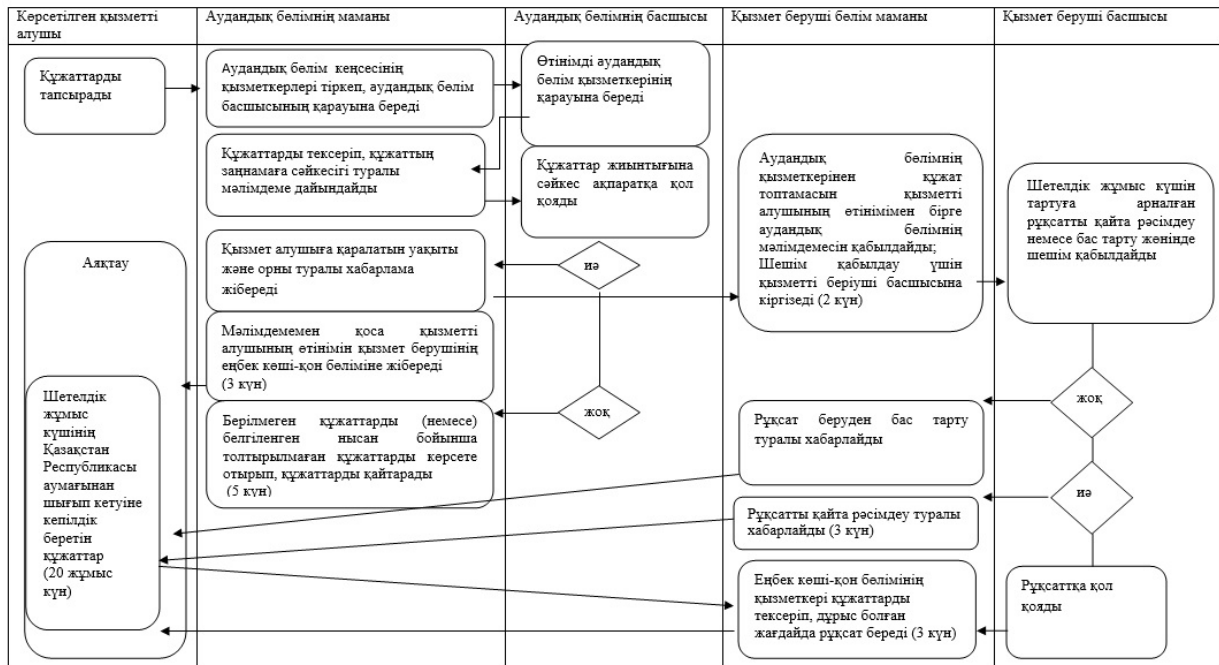 Көрсетілген қызметті
алушы
Аудандық бөлімнің маманы
Аудандық бөлімнің басшысы
Қызмет беруші бөлім маманы
Қызмет беруші басшысы
Құжаттарды
тапсырады
Аудандық бөлім кеңсесінің
қызметкерлері тіркеп, аудандық бөлім
басшысының қарауына береді
Өтінімді аудандық
бөлім қызметкерінің
қарауына береді
Құжаттарды тексеріп, құжаттың
заңнамаға сәйкесігі туралы
мәлімдеме дайындайды
Құжаттар жиынтығына
сәйкес ақпаратқа қол
қояды
Аудандық бөлімнің
қызметкерінен құжат
топтамасын қызметті
алушының өтінімімен бірге
аудандық бөлімнің
мәлімдемесін қабылдайды;
Шешім қабылдау үшін
қызметті беріуші басшысына
кіргізеді (2 күн)
Шетелдік жұмыс күшін
тартуға арналған
рұқсатты қайта рәсімдеу
немесе бас тарту жөнінде
шешім қабылдайды
Аяқтау
Қызмет алушыға қаралатын уақыты
және орны туралы хабарлама
жібереді
иә
Мәлімдемемен қоса қызметті
алушының өтінімін қызмет берушінің
еңбек көші-қон бөліміне жібереді
(3 күн)
жоқ
Берілмеген құжаттарды (немесе)
белгіленген нысан бойынша
толтырылмаған құжаттарды көрсете
отырып, құжаттарды қайтарады
(5 күн)
жоқ
Рұқсат беруден бас тарту
туралы хабарлайды
иә
Рұқсатты қайта рәсімдеу туралы
хабарлайды (3 күн)
Шетелдік
жұмыс
күшінің
Қазақстан
Республикасы
аумағынан
шығып кетуіне
кепілдік
беретін
құжаттар
(20 жұмыс
күн)
Еңбек көші-қон бөлімінің
қызметкері құжаттарды
тексеріп, дұрыс болған
жағдайда рұқсат береді (3 күн)
Рұқсаттқа қол
қояды